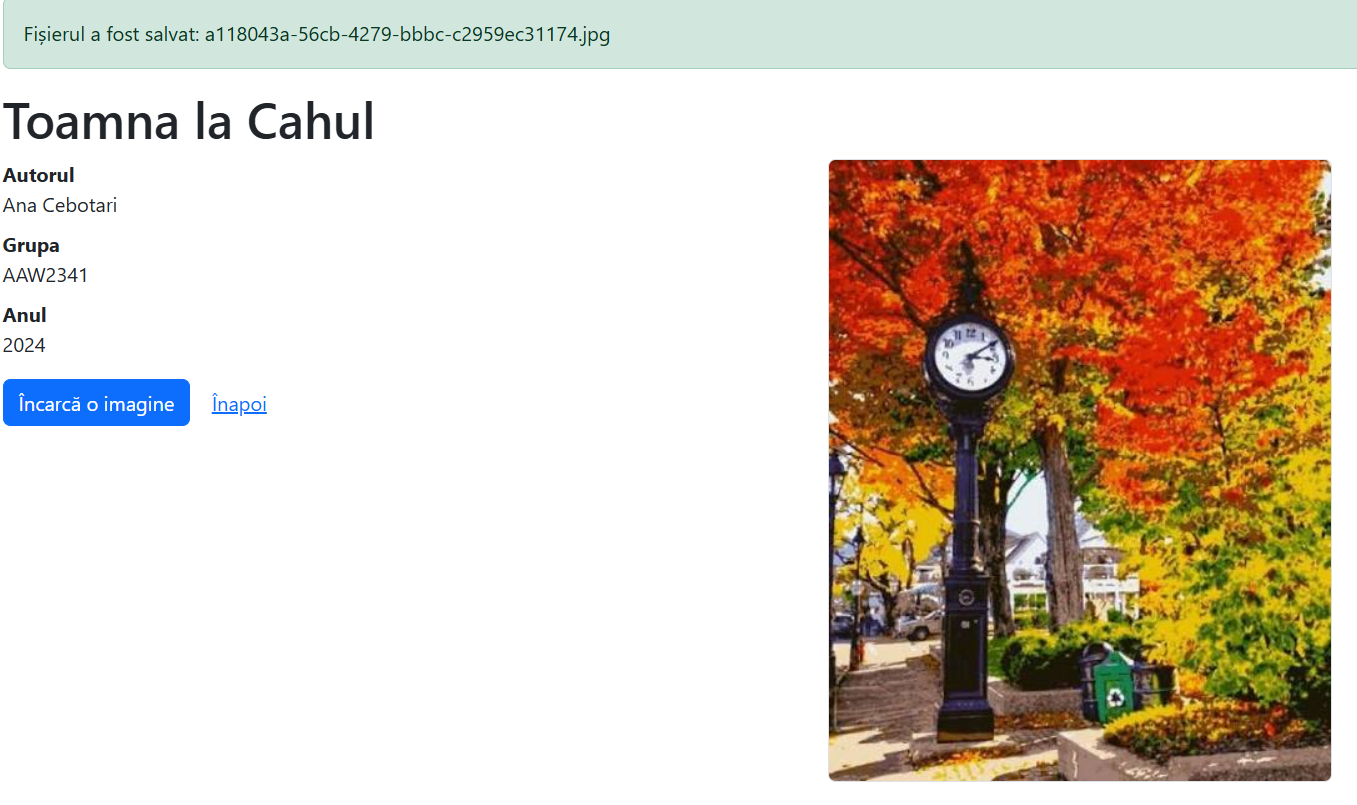 Fișierul a fost salvat: a118043a-56cb-4279-bbbc-c2959ec31174.jpg
Toamna la Cahul
Autorul
Ana Cebotari
Grupa
AAW2341
Anul
2024
Încarcă o imagine Înapoi